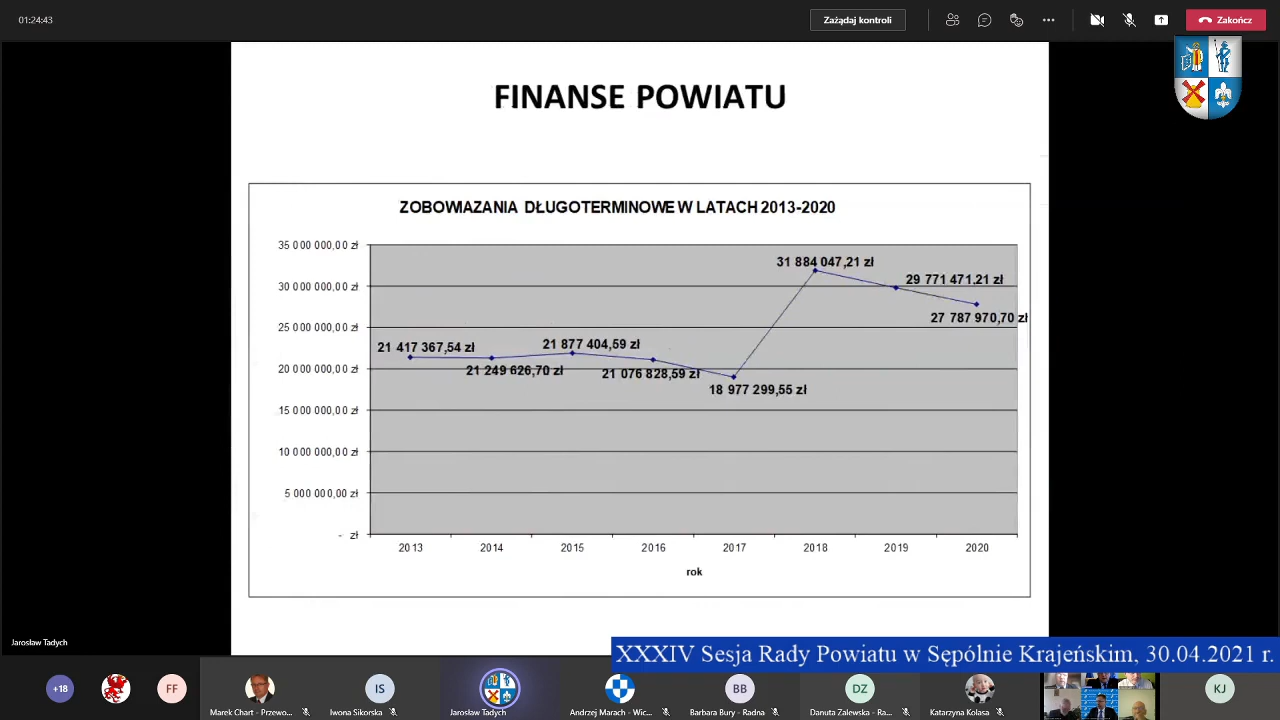 01:24:43
Zażądaj kontroli
Zakończ
FINANSE POWIATU
ZOBOWIAZANIA DŁUGOTERMINOWE W LATACH 2013-2020
35 000 000,00 zł
30 000 000,00 zł
25 000 000,00 zł
20 000 000,00 zł
15 000 000,00 zł
10 000 000,00 zł
5 000 000,00 zł
- zł
21 417 367,54 zł
21 249 626,70 zł
21 877 404,59 zł
21 076 828,59 zł
18 977 299,55 zł
31 884 047,21 zł
29 771 471,21 zł
27 787 970,70 zł
2013 2014 2015 2016 2017 2018 2019 2020
rok
Jarosław Tadych
XXXIV Sesja Rady Powiatu w Sępólnie Krajeńskim, 30.04.2021 r.
+18 FF IS BB DZ KJ
Marek Chart - Przewo... Iwona Sikorska Jarosław Tadych Andrzej Marach - Wic... Barbara Bury - Radna Danuta Zalewska - Ra... Katarzyna Kolasa